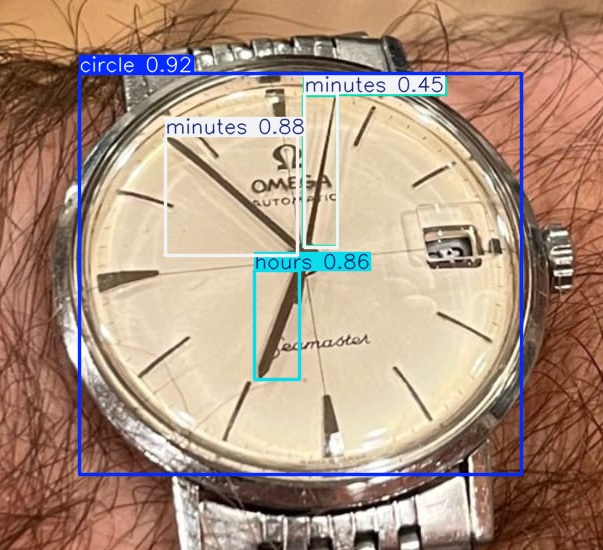 circle 0.92
minutes 0.45
minutes 0.88
Ω
OMEGA
AUTOMATIC
hours 0.86
Seamaster